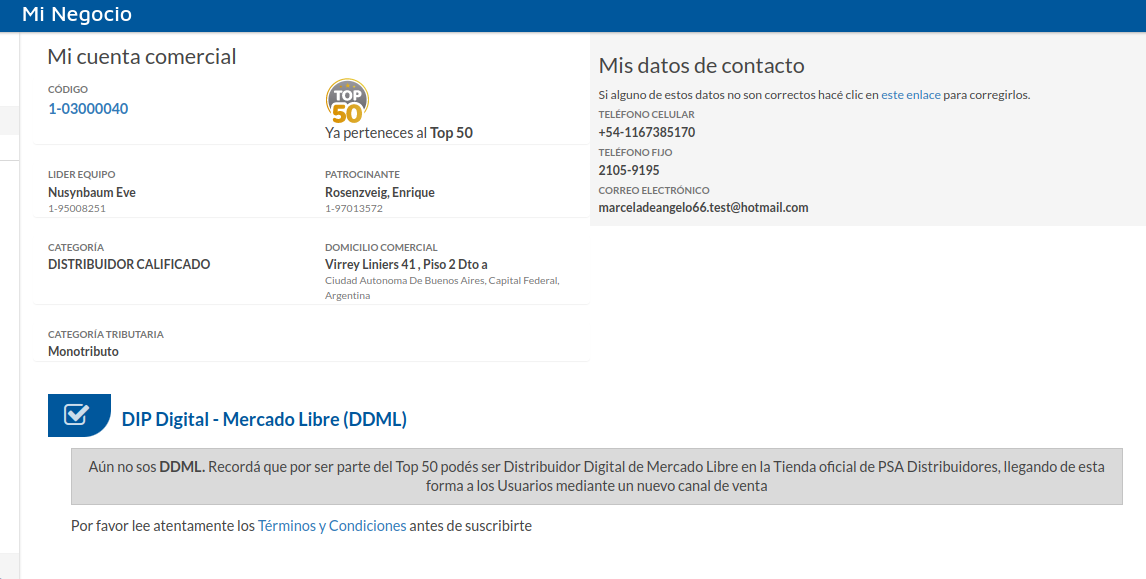 Mi Negocio
Mi cuenta comercial
CÓDIGO
1-03000040
TOP
50
Ya perteneces al Top 50
LIDER EQUIPO
Nusynbaum Eve
1-95008251
PATROCINANTE
Rosenzveig, Enrique
1-97013572
CATEGORÍA
DISTRIBUIDOR CALIFICADO
DOMICILIO COMERCIAL
Virrey Liniers 41 , Piso 2 Dto a
Ciudad Autonoma De Buenos Aires, Capital Federal,
Argentina
CATEGORÍA TRIBUTARIA
Monotributo
Mis datos de contacto
Si alguno de estos datos no son correctos hacé clic en este enlace para corregirlos.
TELÉFONO CELULAR
+54-1167385170
TELÉFONO FIJO
2105-9195
CORREO ELECTRÓNICO
marceladeangelo66.test@hotmail.com
DIP Digital - Mercado Libre (DDML)
Aún no sos DDML. Recordá que por ser parte del Top 50 podés ser Distribuidor Digital de Mercado Libre en la Tienda oficial de PSA Distribuidores, llegando de esta
forma a los Usuarios mediante un nuevo canal de venta
Por favor lee atentamente los Términos y Condiciones antes de suscribirte